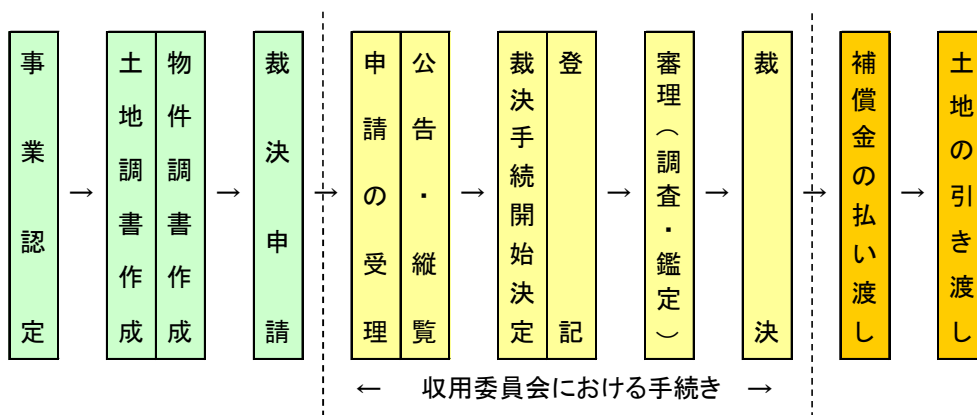 事業認定
→
土地調書作成
物件調書作成
→
裁決申請
→
申請の受理
公告・縦覧
→
裁決手続開始決定
登記
→
審理(調査・鑑定)
→
裁決
→
補償金の払い渡し
→
土地の引き渡し
← 収用委員会における手続き →